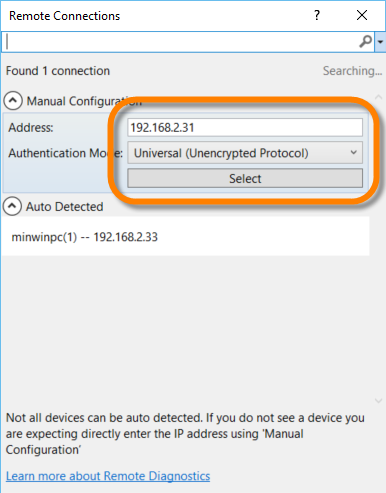 Remote Connections
Found 1 connection Searching...
Manual Configuration
Address: 192.168.2.31
Authentication Mode: Universal (Unencrypted Protocol)
Select
Auto Detected
minwinpc(1) -- 192.168.2.33
Not all devices can be auto detected. If you do not see a device you
are expecting directly enter the IP address using 'Manual
Configuration'
Learn more about Remote Diagnostics